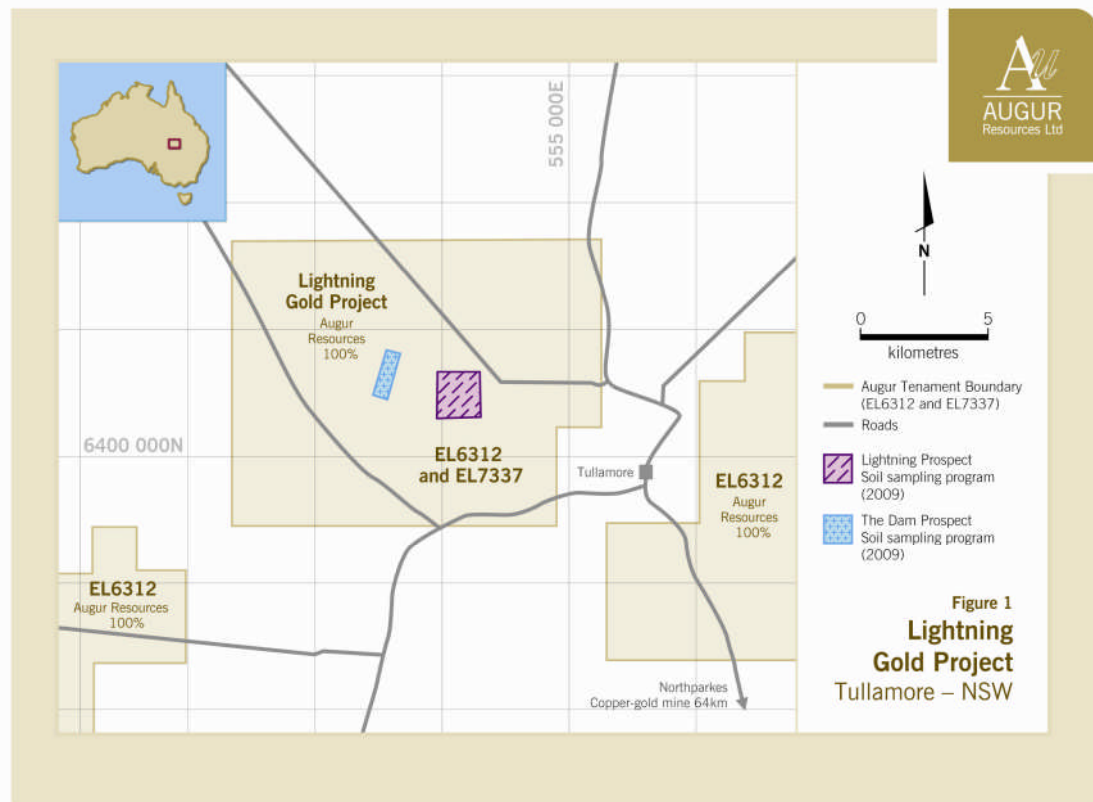 Au
AUGUR
Resources Ltd
555 000E
6400 000N
Lightning
Gold Project
Augur
Resources
100%
EL6312
and EL7337
Tullamore
EL6312
Augur
Resources
100%
EL6312
Augur Resources
100%
Northparkes
Copper-gold mine 64km
N
0 5
kilometres
Augur Tenament Boundary
(EL6312 and EL7337)
Roads
Lightning Prospect
Soil sampling program
(2009)
The Dam Prospect
Soil sampling program
(2009)
Figure 1
Lightning
Gold Project
Tullamore – NSW